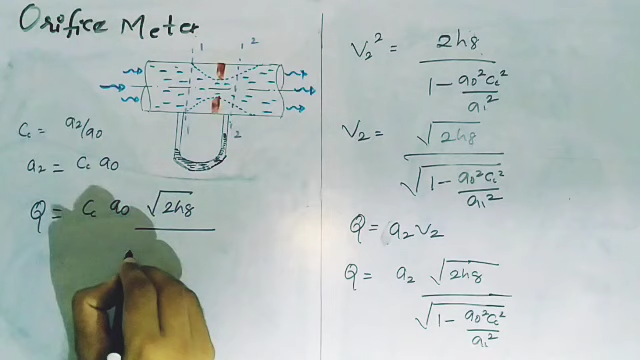 Orifice Meter
1 2
1 2
Cc = a2/a0
a2 = Cc a0
Q = Cc a0 √2hg
V2² = 2hg
1 - a0²Cc²
a1²
V2 = √2hg
√1 - a0²Cc²
a1²
Q = a2 V2
Q = a2 √2hg
√1 - a0²Cc²
a1²